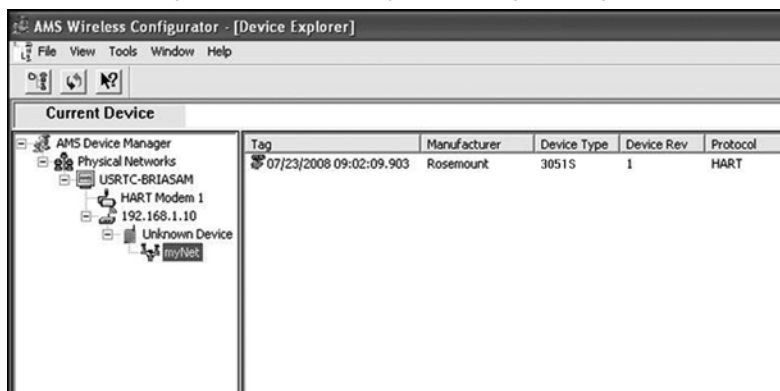 AMS Wireless Configurator - [Device Explorer]
File View Tools Window Help
Current Device
AMS Device Manager
Physical Networks
USRTC-BRIASAM
HART Modem 1
192.168.1.10
Unknown Device
myNet
Tag Manufacturer Device Type Device Rev Protocol
07/23/2008 09:02:09.903 Rosemount 3051S 1 HART